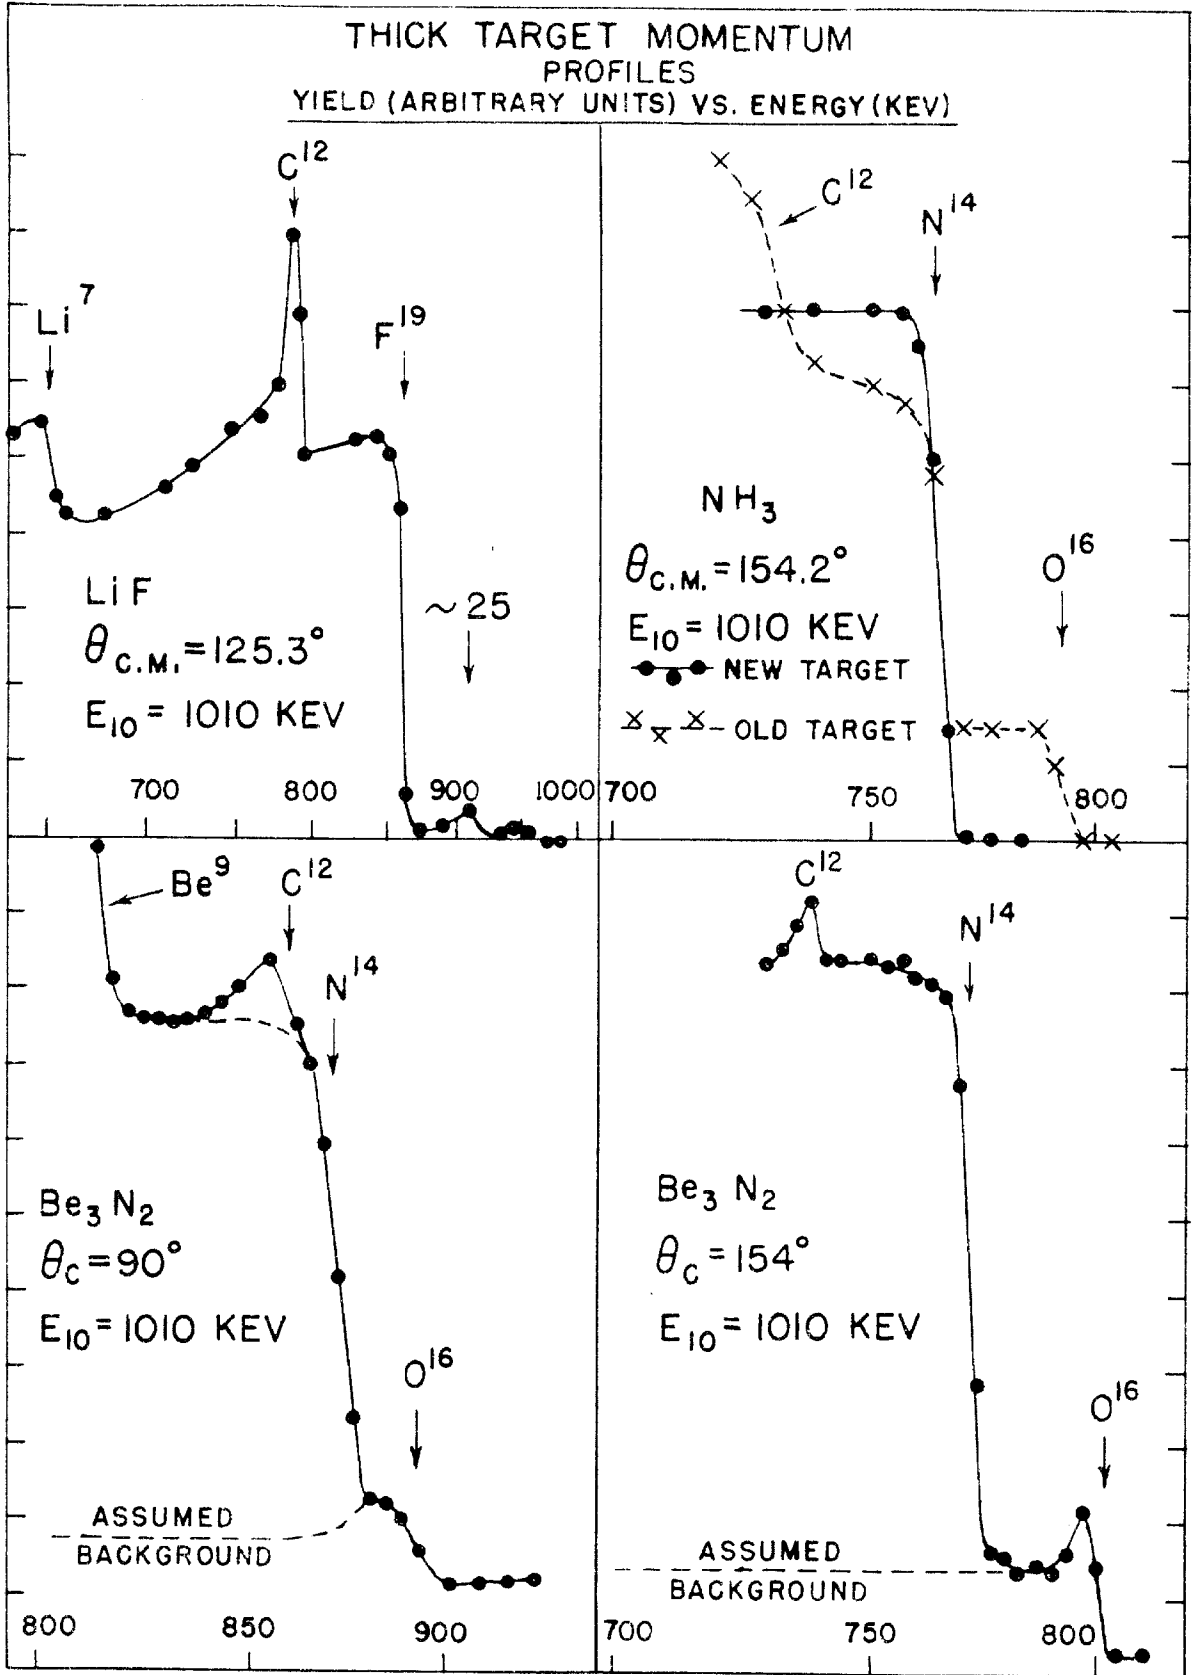 THICK TARGET MOMENTUM
PROFILES
YIELD (ARBITRARY UNITS) VS. ENERGY (KEV)
C¹²
Li⁷
F¹⁹
LiF
θC.M. = 125.3°
E₁₀ = 1010 KEV
~25
700 800 900 1000
C¹²
N¹⁴
NH₃
θC.M. = 154.2°
O¹⁶
E₁₀ = 1010 KEV
NEW TARGET
OLD TARGET
700 750 800
Be⁹
C¹²
N¹⁴
Be₃ N₂
θC = 90°
E₁₀ = 1010 KEV
O¹⁶
ASSUMED
BACKGROUND
800 850 900
C¹²
N¹⁴
Be₃ N₂
θC = 154°
E₁₀ = 1010 KEV
O¹⁶
ASSUMED
BACKGROUND
700 750 800